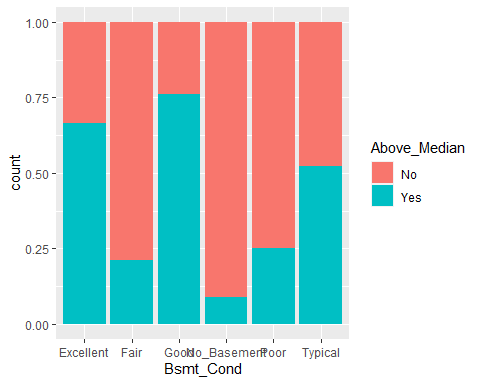 1.00
0.75
0.50
0.25
0.00
count
Excellent Fair Good No_Basement Poor Typical
Bsmt_Cond
Above_Median
No
Yes